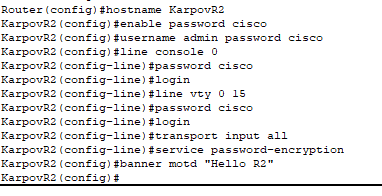 Router(config)#hostname KarpovR2
KarpovR2(config)#enable password cisco
KarpovR2(config)#username admin password cisco
KarpovR2(config)#line console 0
KarpovR2(config-line)#password cisco
KarpovR2(config-line)#login
KarpovR2(config-line)#line vty 0 15
KarpovR2(config-line)#password cisco
KarpovR2(config-line)#login
KarpovR2(config-line)#transport input all
KarpovR2(config-line)#service password-encryption
KarpovR2(config)#banner motd "Hello R2"
KarpovR2(config)#